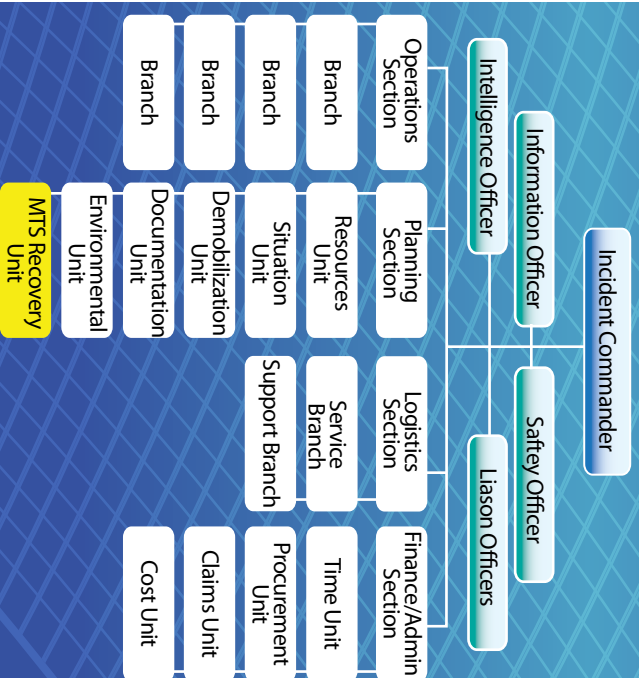 Incident Commander
Information Officer
Saftey Officer
Intelligence Officer
Liason Officers
Operations
Section
Branch
Branch
Branch
Branch
Planning
Section
Resources
Unit
Situation
Unit
Demobilization
Unit
Documentation
Unit
Environmental
Unit
MTS Recovery
Unit
Logistics
Section
Service
Branch
Support Branch
Finance/Admin
Section
Time Unit
Procurement
Unit
Claims Unit
Cost Unit